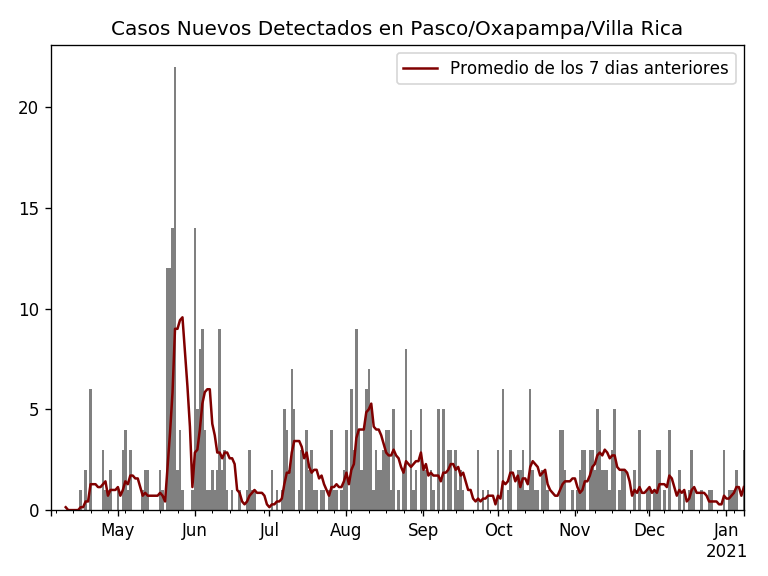 Casos Nuevos Detectados en Pasco/Oxapampa/Villa Rica
Promedio de los 7 dias anteriores
20
15
10
5
0
May Jun Jul Aug Sep Oct Nov Dec Jan
2021